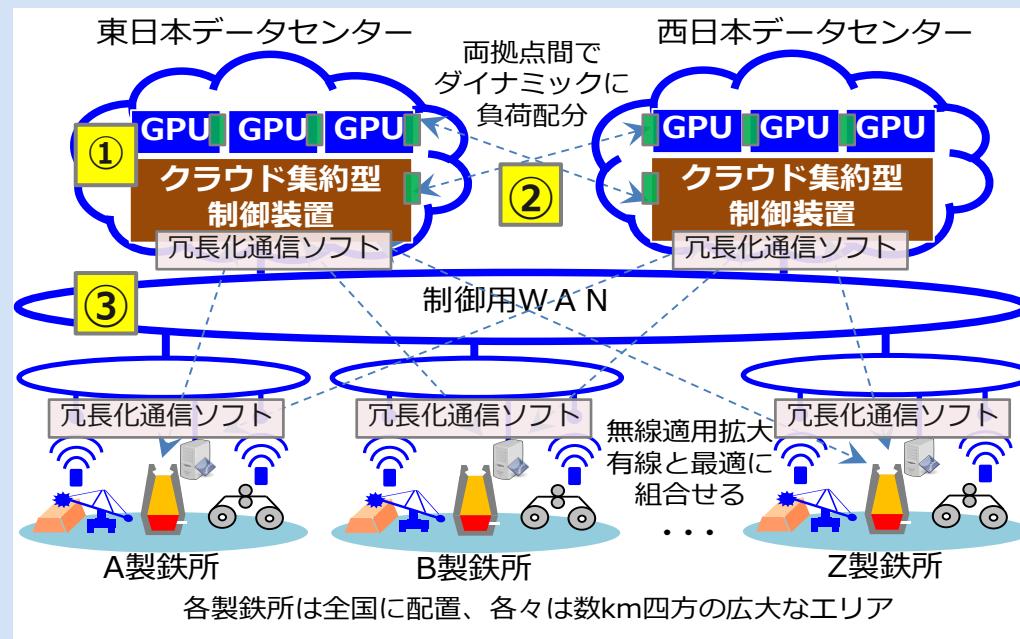 東日本データセンター
西日本データセンター
両拠点間で
ダイナミックに
負荷配分
GPU GPU GPU
GPU GPU GPU
①
クラウド集約型
制御装置
②
クラウド集約型
制御装置
冗長化通信ソフト
冗長化通信ソフト
③
制御用ＷＡＮ
冗長化通信ソフト
冗長化通信ソフト
冗長化通信ソフト
無線適用拡大
有線と最適に
組合せる
・・・
A製鉄所
B製鉄所
Z製鉄所
各製鉄所は全国に配置、各々は数km四方の広大なエリア